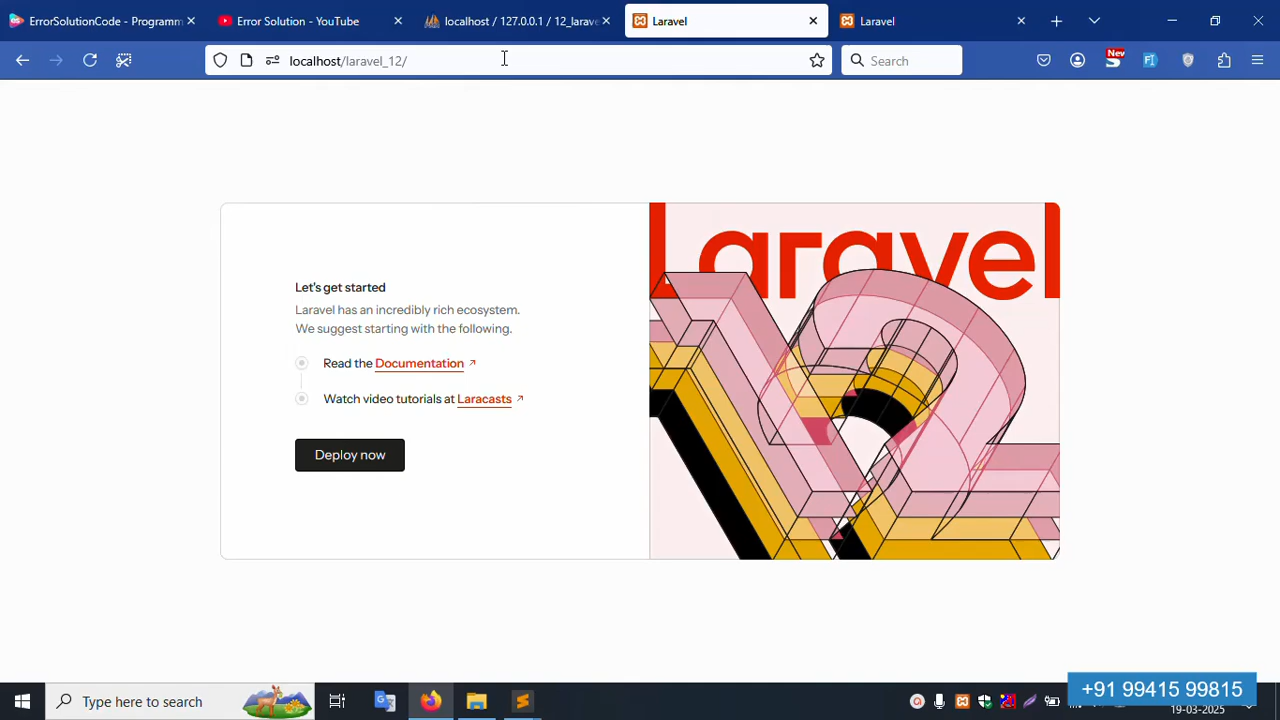 ErrorSolutionCode - Programm
Error Solution - YouTube
localhost / 127.0.0.1 / 12_larave
Laravel
Laravel
localhost/laravel_12/
Search
New
Laravel
Let's get started
Laravel has an incredibly rich ecosystem.
We suggest starting with the following.
Read the Documentation
Watch video tutorials at Laracasts
Deploy now
Type here to search
+91 99415 99815
19-03-2025